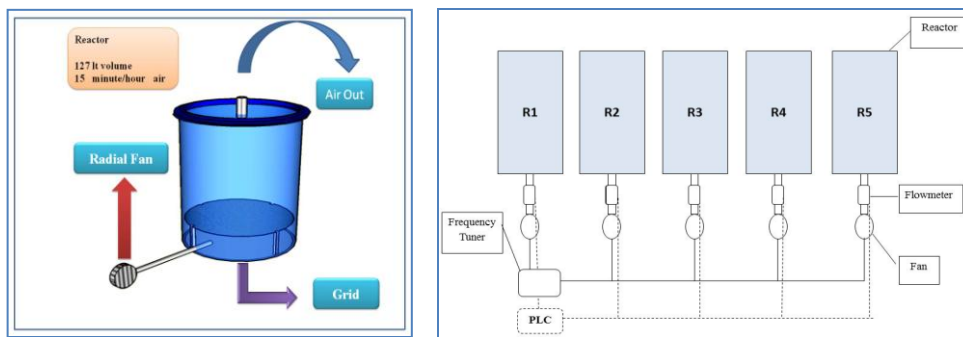 Reactor
127 lt volume
15 minute/hour air
Air Out
Radial Fan
Grid
Reactor
R1
R2
R3
R4
R5
Flowmeter
Frequency
Tuner
Fan
PLC